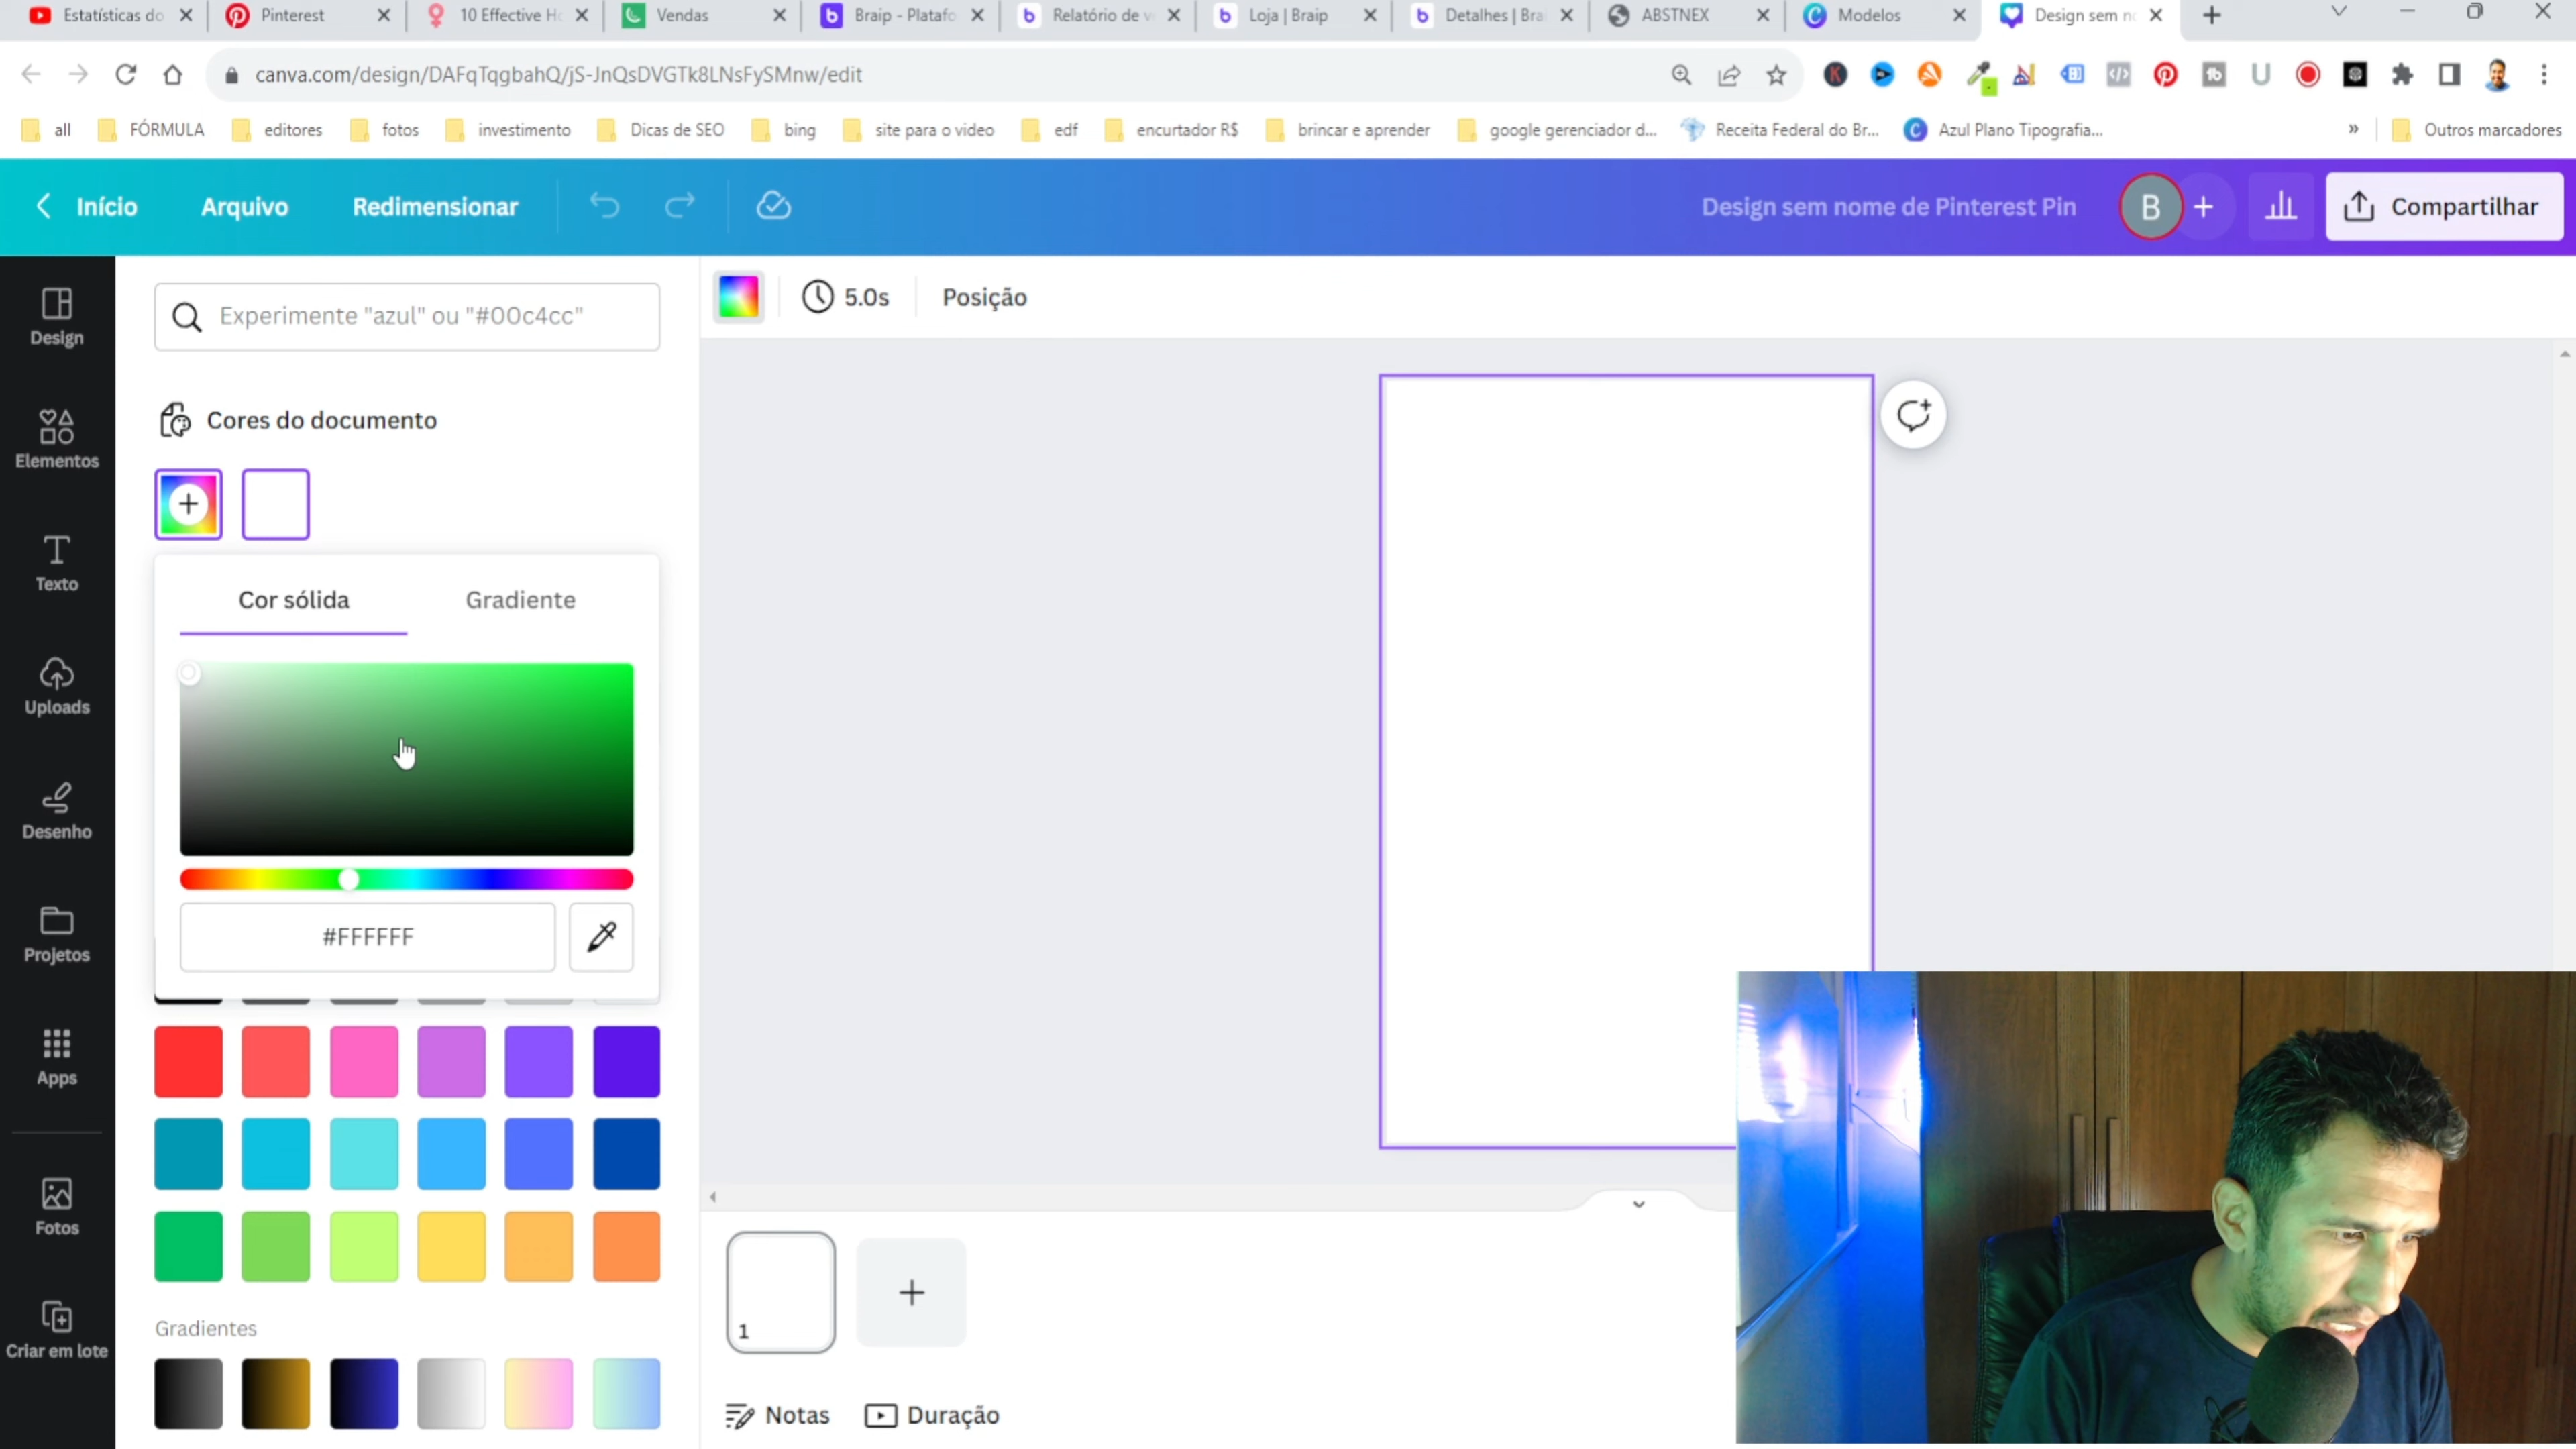 Estatísticas do
Pinterest
10 Effective H
Vendas
Braip - Platafo
Relatório de v
Loja | Braip
Detalhes | Brai
ABSTNEX
Modelos
Design sem n
canva.com/design/DAFqTqgbahQ/jS-JnQsDVGTk8LNsFySMnw/edit
all
FÓRMULA
editores
fotos
investimento
Dicas de SEO
bing
site para o video
edf
encurtador R$
brincar e aprender
google gerenciador d...
Receita Federal do Br...
Azul Plano Tipografia...
»
Outros marcadores
Início
Arquivo
Redimensionar
Design sem nome de Pinterest Pin
B
+
Compartilhar
Design
Elementos
Texto
Uploads
Desenho
Projetos
Apps
Fotos
Criar em lote
Experimente "azul" ou "#00c4cc"
Cores do documento
Cor sólida
Gradiente
#FFFFFF
Gradientes
5.0s
Posição
1
Notas
Duração